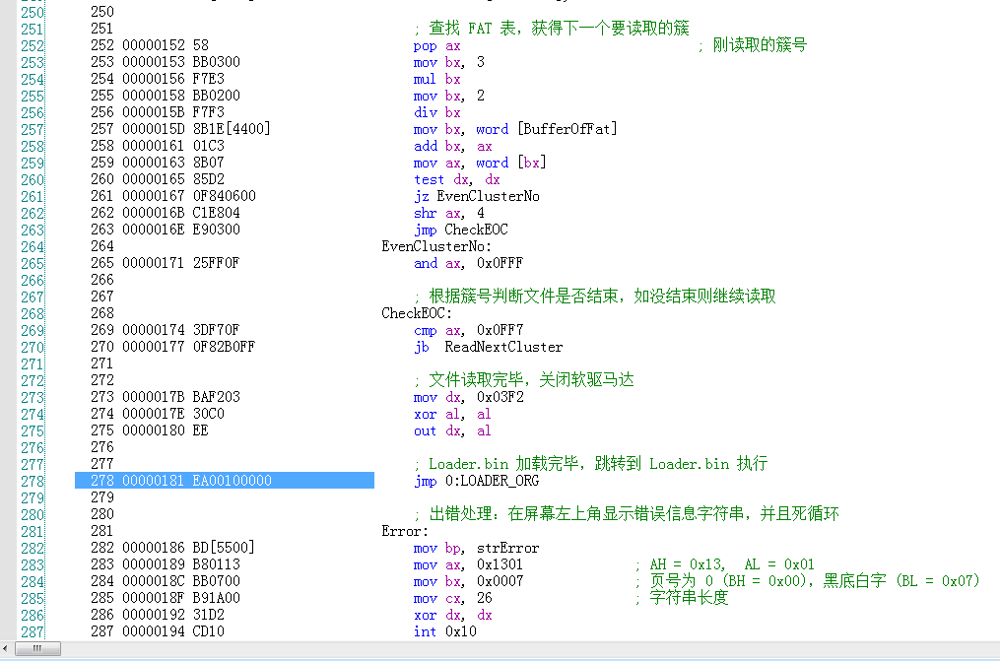 250 250
251 251 ; 查找 FAT 表，获得下一个要读取的簇
252 252 00000152 58 pop ax ; 刚读取的簇号
253 253 00000153 BB0300 mov bx, 3
254 254 00000156 F7E3 mul bx
255 255 00000158 BB0200 mov bx, 2
256 256 0000015B F7F3 div bx
257 257 0000015D 8B1E[4400] mov bx, word [BufferOfFat]
258 258 00000161 01C3 add bx, ax
259 259 00000163 8B07 mov ax, word [bx]
260 260 00000165 85D2 test dx, dx
261 261 00000167 0F840600 jz EvenClusterNo
262 262 0000016B C1E804 shr ax, 4
263 263 0000016E E90300 jmp CheckEOC
264 264 EvenClusterNo:
265 265 00000171 25FF0F and ax, 0x0FFF
266 266
267 267 ; 根据簇号判断文件是否结束，如没结束则继续读取
268 268 CheckEOC:
269 269 00000174 3DF70F cmp ax, 0x0FF7
270 270 00000177 0F82B0FF jb ReadNextCluster
271 271
272 272 ; 文件读取完毕，关闭软驱马达
273 273 0000017B BAF203 mov dx, 0x03F2
274 274 0000017E 30C0 xor al, al
275 275 00000180 EE out dx, al
276 276
277 277 ; Loader.bin 加载完毕，跳转到 Loader.bin 执行
278 278 00000181 EA00100000 jmp 0:LOADER_ORG
279 279
280 280 ; 出错处理：在屏幕左上角显示错误信息字符串，并且死循环
281 281 Error:
282 282 00000186 BD[5500] mov bp, strError
283 283 00000189 B80113 mov ax, 0x1301 ; AH = 0x13, AL = 0x01
284 284 0000018C BB0700 mov bx, 0x0007 ; 页号为 0 (BH = 0x00)，黑底白字 (BL = 0x07)
285 285 0000018F B91A00 mov cx, 26 ; 字符串长度
286 286 00000192 31D2 xor dx, dx
287 287 00000194 CD10 int 0x10